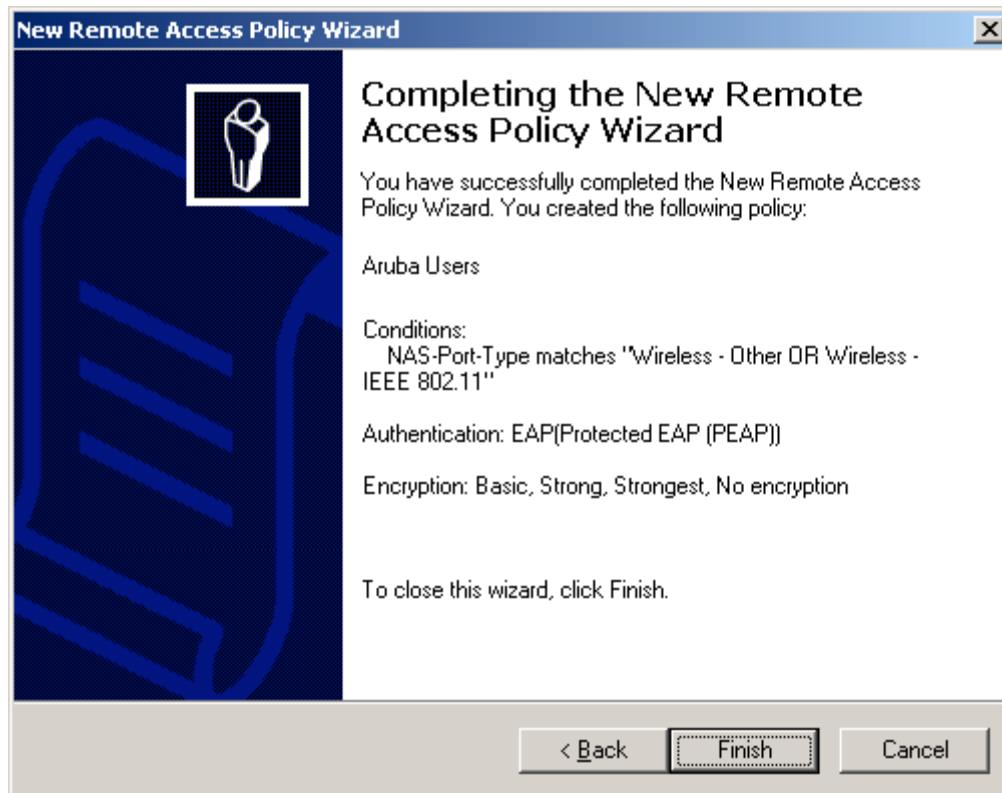 New Remote Access Policy Wizard
Completing the New Remote
Access Policy Wizard
You have successfully completed the New Remote Access
Policy Wizard. You created the following policy:
Aruba Users
Conditions:
NAS-Port-Type matches "Wireless - Other OR Wireless -
IEEE 802.11"
Authentication: EAP(Protected EAP (PEAP))
Encryption: Basic, Strong, Strongest, No encryption
To close this wizard, click Finish.
< Back Finish Cancel